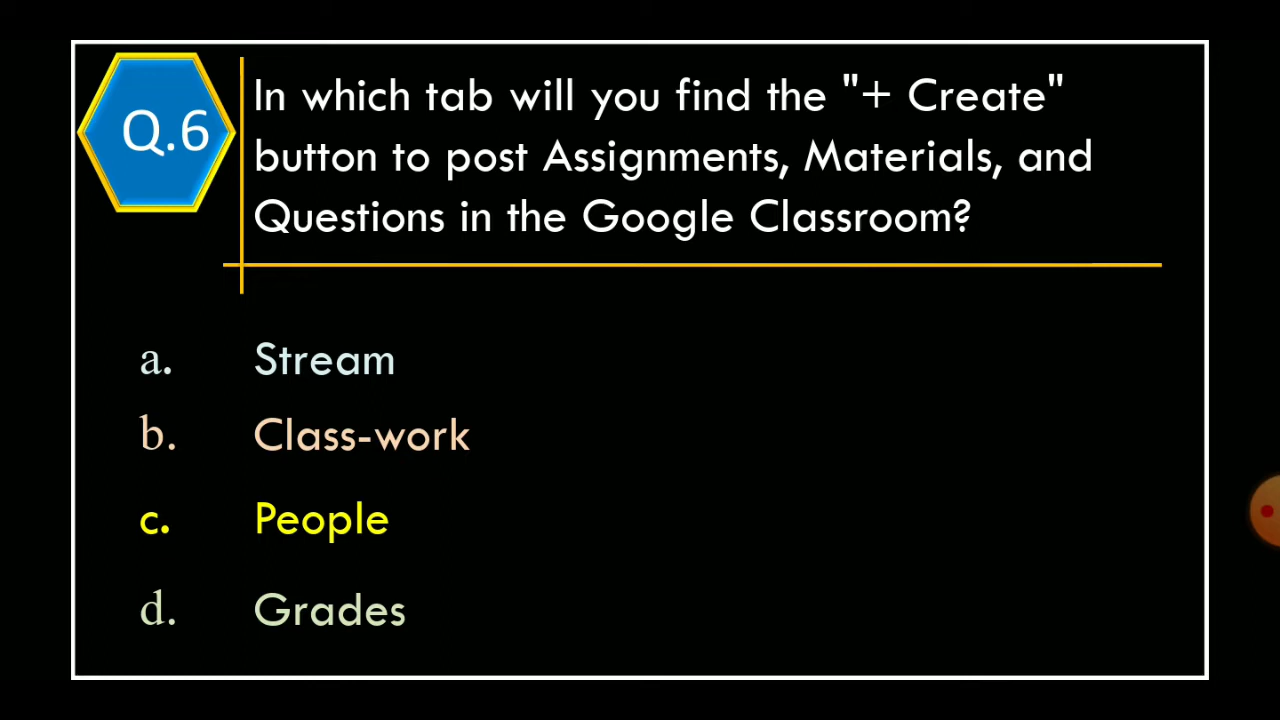 Q.6
In which tab will you find the "+ Create"
button to post Assignments, Materials, and
Questions in the Google Classroom?
a. Stream
b. Class-work
c. People
d. Grades